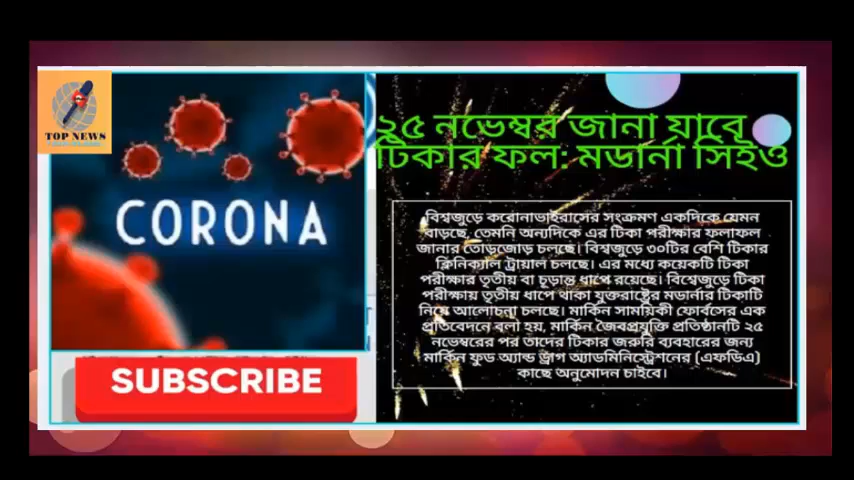 TOP NEWS
CORONA
SUBSCRIBE
২৫ নভেম্বর জানা যাবে
টিকার ফল: মডার্না সিইও
বিশ্বজুড়ে করোনাভাইরাসের সংক্রমণ একদিকে যেমন
বাড়ছে, তেমনি অন্যদিকে এর টিকা পরীক্ষার ফলাফল
জানার তোড়জোড় চলছে। বিশ্বজুড়ে ৩০টির বেশি টিকার
ক্লিনিক্যাল ট্রায়াল চলছে। এর মধ্যে কয়েকটি টিকা
পরীক্ষার তৃতীয় বা চূড়ান্ত ধাপে রয়েছে। বিশ্বেজুড়ে টিকা
পরীক্ষায় তৃতীয় ধাপে থাকা যুক্তরাষ্ট্রের মডার্নার টিকাটি
নিয়ে আলোচনা চলছে। মার্কিন সাময়িকী ফোর্বসের এক
প্রতিবেদনে বলা হয়, মার্কিন জৈবপ্রযুক্তি প্রতিষ্ঠানটি ২৫
নভেম্বরের পর তাদের টিকার জরুরি ব্যবহারের জন্য
মার্কিন ফুড অ্যান্ড ড্রাগ অ্যাডমিনিস্ট্রেশনের (এফডিএ)
কাছে অনুমোদন চাইবে।